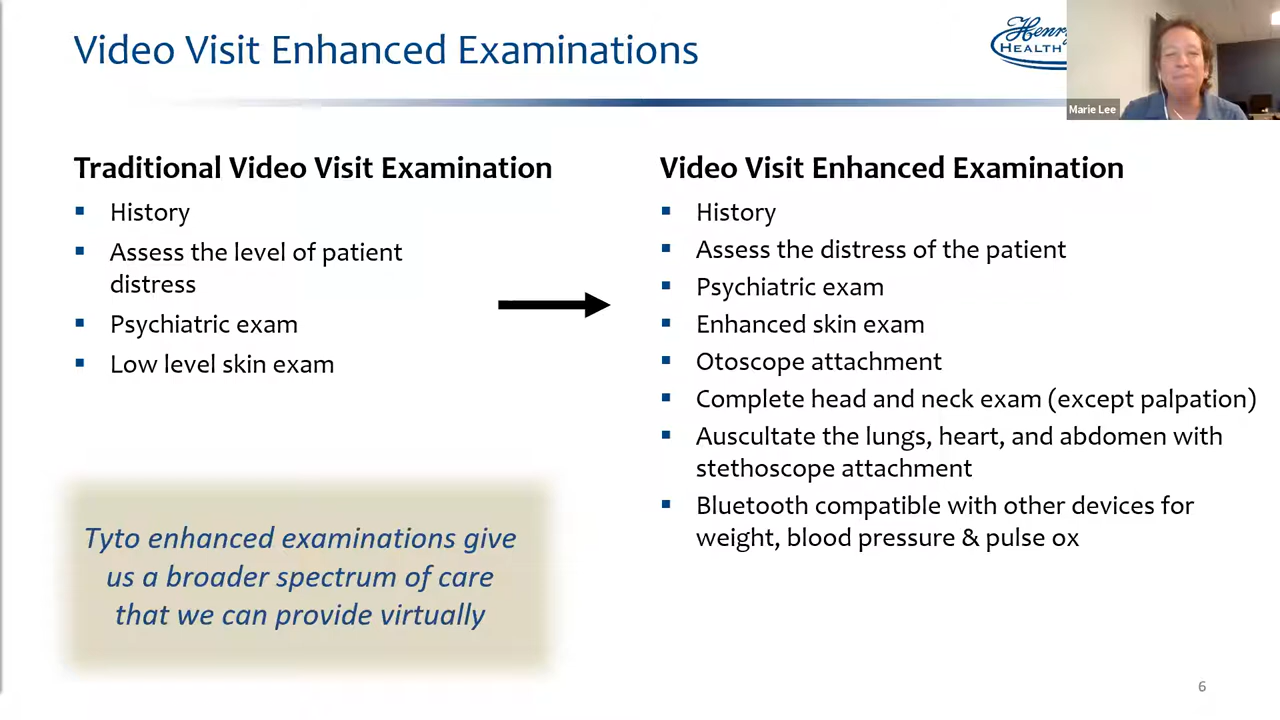 Video Visit Enhanced Examinations
Henry
HEALTH
Marie Lee
Traditional Video Visit Examination
History
Assess the level of patient
distress
Psychiatric exam
Low level skin exam
Tyto enhanced examinations give
us a broader spectrum of care
that we can provide virtually
Video Visit Enhanced Examination
History
Assess the distress of the patient
Psychiatric exam
Enhanced skin exam
Otoscope attachment
Complete head and neck exam (except palpation)
Auscultate the lungs, heart, and abdomen with
stethoscope attachment
Bluetooth compatible with other devices for
weight, blood pressure & pulse ox
6